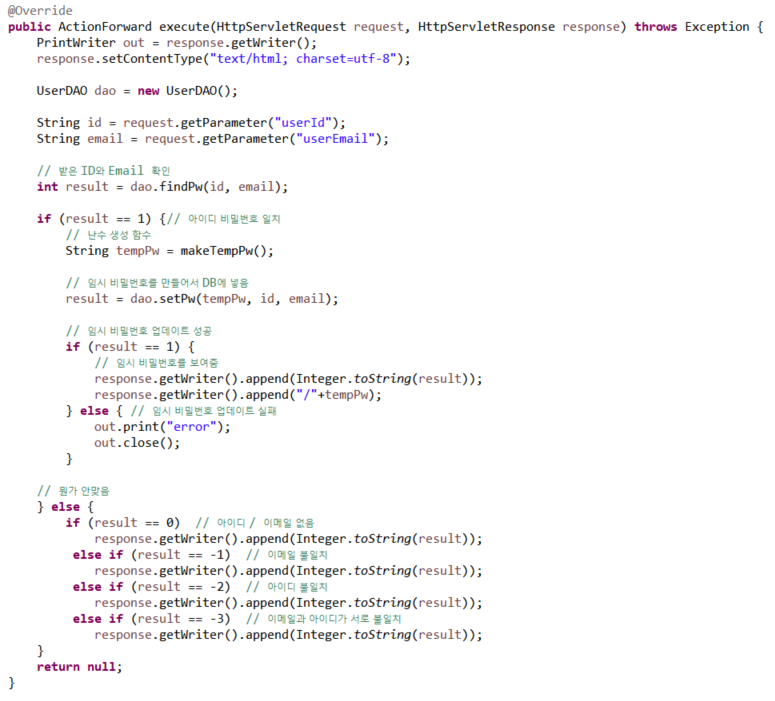 @Override
public ActionForward execute(HttpServletRequest request, HttpServletResponse response) throws Exception {
    PrintWriter out = response.getWriter();
    response.setContentType("text/html; charset=utf-8");

    UserDAO dao = new UserDAO();

    String id = request.getParameter("userId");
    String email = request.getParameter("userEmail");

    // 받은 ID와 Email 확인
    int result = dao.findPw(id, email);

    if (result == 1) {// 아이디 비밀번호 일치
        // 난수 생성 함수
        String tempPw = makeTempPw();

        // 임시 비밀번호를 만들어서 DB에 넣음
        result = dao.setPw(tempPw, id, email);

        // 임시 비밀번호 업데이트 성공
        if (result == 1) {
            // 임시 비밀번호를 보여줌
            response.getWriter().append(Integer.toString(result));
            response.getWriter().append("/"+tempPw);
        } else { // 임시 비밀번호 업데이트 실패
            out.print("error");
            out.close();
        }

    // 뭔가 안맞음
    } else {
        if (result == 0)  // 아이디 / 이메일 없음
            response.getWriter().append(Integer.toString(result));
         else if (result == -1)  // 이메일 불일치
            response.getWriter().append(Integer.toString(result));
         else if (result == -2)  // 아이디 불일치
            response.getWriter().append(Integer.toString(result));
         else if (result == -3)  // 이메일과 아이디가 서로 불일치
            response.getWriter().append(Integer.toString(result));
    }
    return null;
}